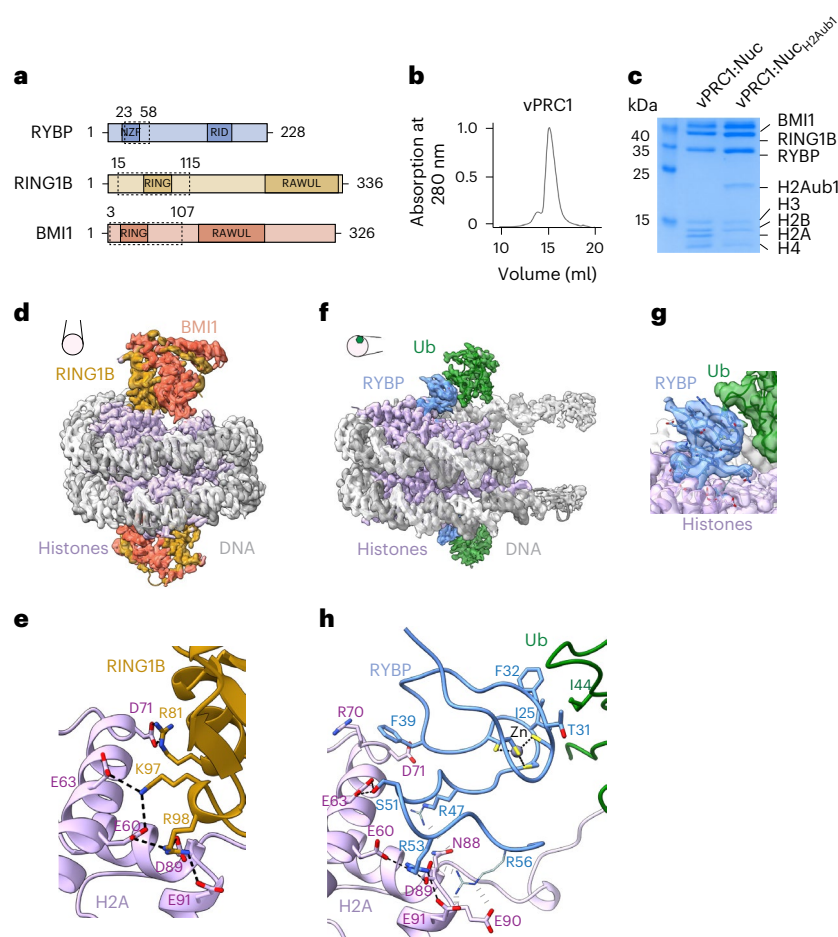 a
23 58
RYBP 1 NZF RID 228
15 115
RING1B 1 RING RAWUL 336
3 107
BMI1 1 RING RAWUL 326
b
vPRC1
Absorption at
280 nm
1.0
0.5
0
10 15 20
Volume (ml)
c
vPRC1:Nuc
vPRC1:NucH2Aub1
kDa
40
35
25
15
BMI1
RING1B
RYBP
H2Aub1
H3
H2B
H2A
H4
d
BMI1
RING1B
Histones
DNA
f
Ub
RYBP
Histones
DNA
g
Ub
RYBP
Histones
e
RING1B
D71 R81
E63
K97
E60
R98
D89
E91
H2A
h
Ub
RYBP
F32
I44
R70
F39
I25
T31
Zn
D71
E63
S51
R47
E60
R53
N88
R56
D89
H2A
E91
E90